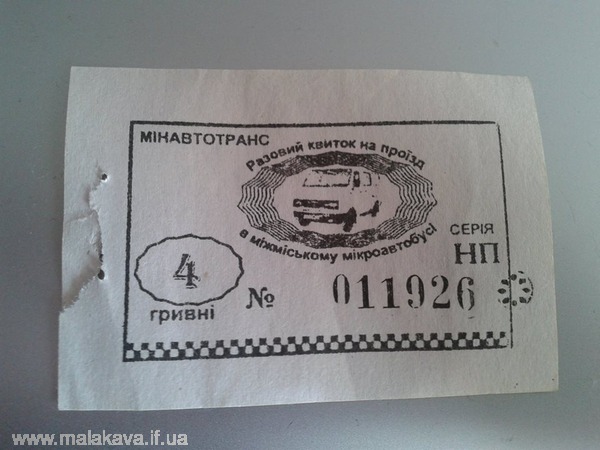 МІНАВТОТРАНС
Разовий квиток на проїзд
в міжміському мікроавтобусі
СЕРІЯ
НП
4
гривні
№ 011926
www.malakava.if.ua